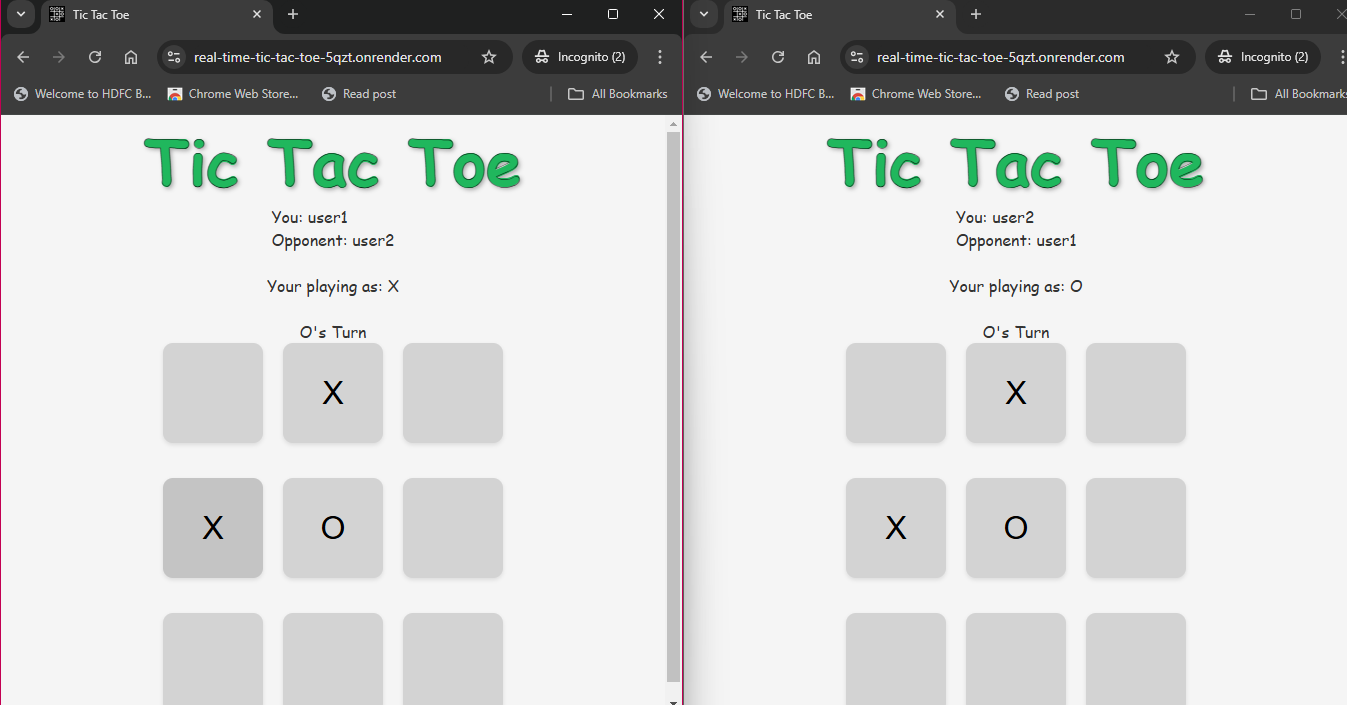 Tic Tac Toe
real-time-tic-tac-toe-5qzt.onrender.com Incognito (2)
Welcome to HDFC B... Chrome Web Store... Read post All Bookmarks
Tic Tac Toe
You: user1
Opponent: user2
Your playing as: X
O's Turn
X
X O
Tic Tac Toe
real-time-tic-tac-toe-5qzt.onrender.com Incognito (2)
Welcome to HDFC B... Chrome Web Store... Read post All Bookmarks
Tic Tac Toe
You: user2
Opponent: user1
Your playing as: O
O's Turn
X
X O